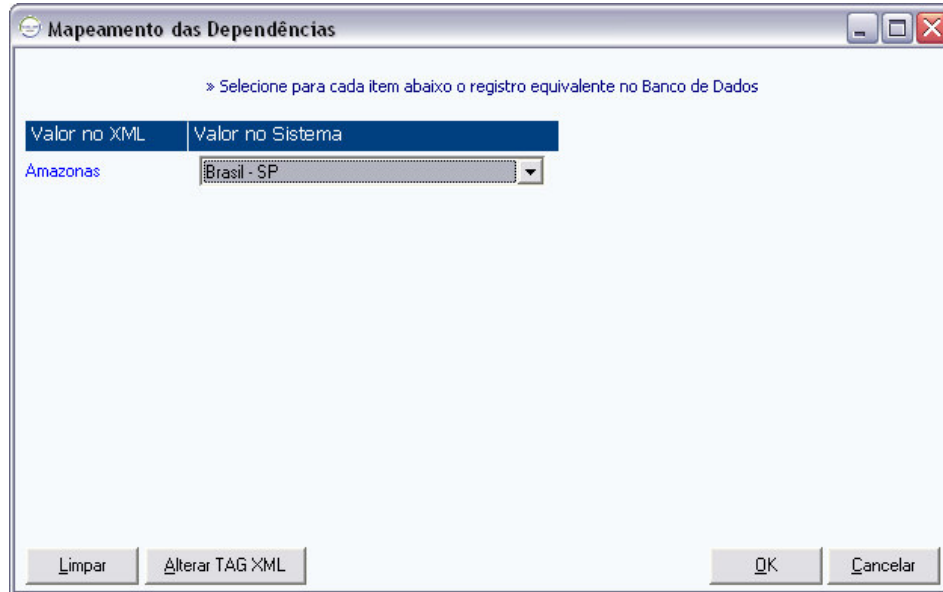 Mapeamento das Dependências
» Selecione para cada item abaixo o registro equivalente no Banco de Dados
Valor no XML Valor no Sistema
Amazonas Brasil - SP
Limpar Alterar TAG XML OK Cancelar